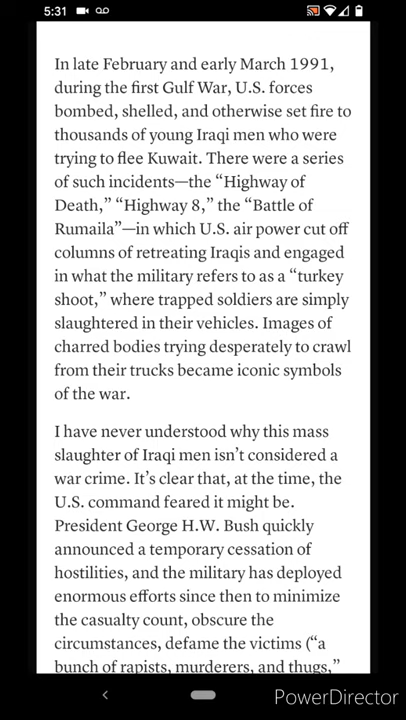 5:31
In late February and early March 1991,
during the first Gulf War, U.S. forces
bombed, shelled, and otherwise set fire to
thousands of young Iraqi men who were
trying to flee Kuwait. There were a series
of such incidents—the “Highway of
Death,” “Highway 8,” the “Battle of
Rumaila”—in which U.S. air power cut off
columns of retreating Iraqis and engaged
in what the military refers to as a “turkey
shoot,” where trapped soldiers are simply
slaughtered in their vehicles. Images of
charred bodies trying desperately to crawl
from their trucks became iconic symbols
of the war.
I have never understood why this mass
slaughter of Iraqi men isn’t considered a
war crime. It’s clear that, at the time, the
U.S. command feared it might be.
President George H.W. Bush quickly
announced a temporary cessation of
hostilities, and the military has deployed
enormous efforts since then to minimize
the casualty count, obscure the
circumstances, defame the victims (“a
bunch of rapists, murderers, and thugs,”
PowerDirector